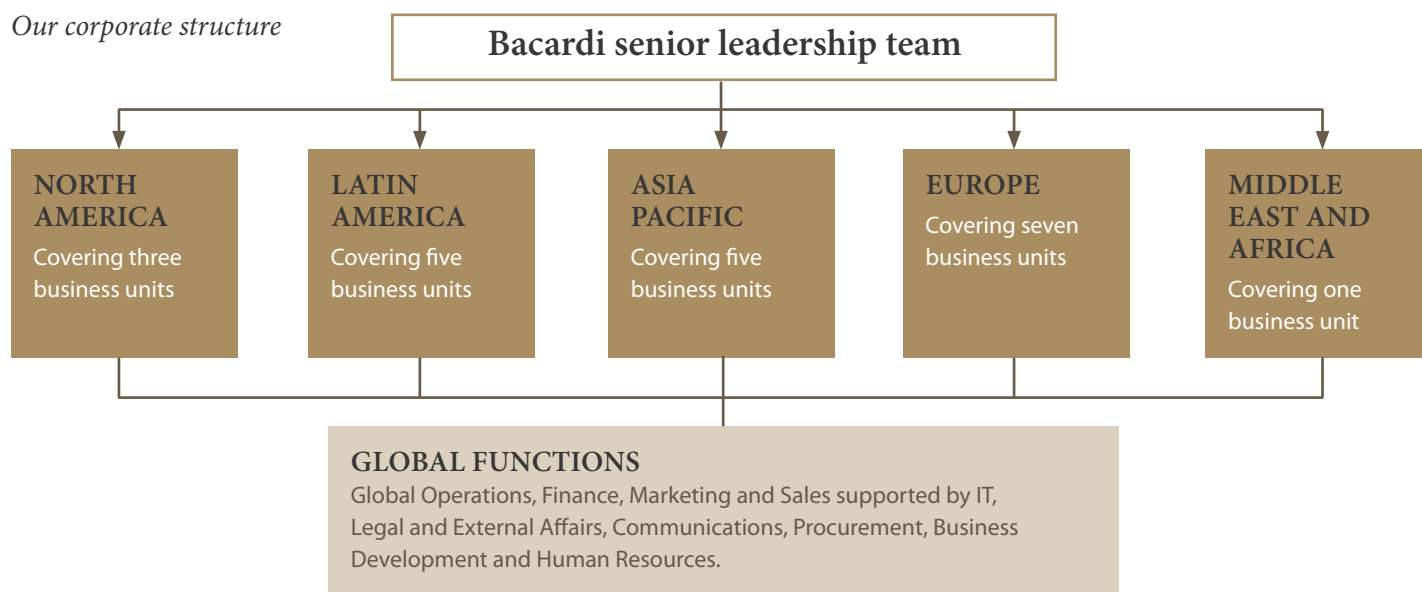 Our corporate structure
Bacardi senior leadership team
NORTH
AMERICA
Covering three
business units
LATIN
AMERICA
Covering five
business units
ASIA
PACIFIC
Covering five
business units
EUROPE
Covering seven
business units
MIDDLE
EAST AND
AFRICA
Covering one
business unit
GLOBAL FUNCTIONS
Global Operations, Finance, Marketing and Sales supported by IT,
Legal and External Affairs, Communications, Procurement, Business
Development and Human Resources.